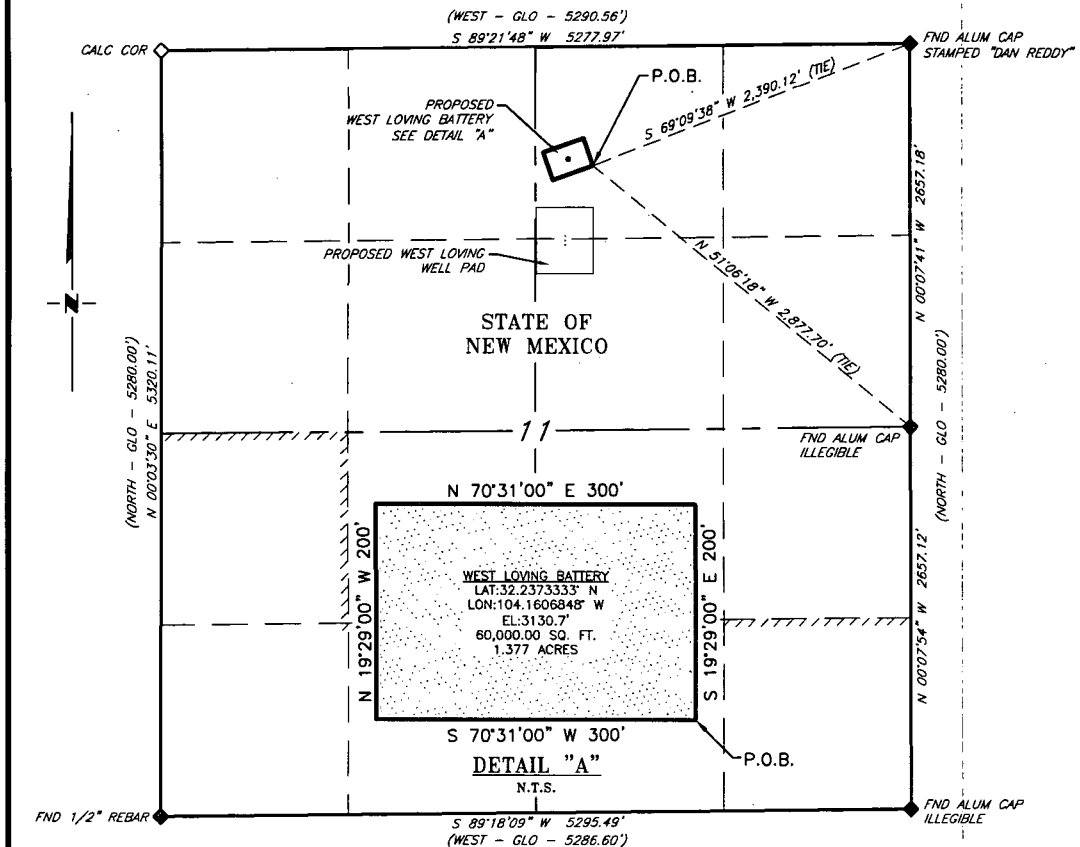 (WEST - GLO - 5290.56')
S 89°21'48" W 5277.97'
CALC COR
FND ALUM CAP
STAMPED "DAN REDDY"
P.O.B.
PROPOSED
WEST LOVING BATTERY
SEE DETAIL "A"
S 69°09'38" W 2,390.12' (TIE)
N 00°07'41" W 2657.18'
PROPOSED WEST LOVING
WELL PAD
N 51°06'18" W 2,877.70' (TIE)
N
STATE OF
NEW MEXICO
(NORTH - GLO - 5280.00')
N 00°03'30" E 5320.11'
11
FND ALUM CAP
ILLEGIBLE
(NORTH - GLO - 5280.00')
N 70°31'00" E 300'
N 19°29'00" W 200'
WEST LOVING BATTERY
LAT:32.2373333° N
LON:104.1606848° W
EL:3130.7'
60,000.00 SQ. FT.
1.377 ACRES
S 19°29'00" E 200'
N 00°07'54" W 2657.12'
S 70°31'00" W 300'
P.O.B.
DETAIL "A"
N.T.S.
FND 1/2" REBAR
FND ALUM CAP
ILLEGIBLE
S 89°18'09" W 5295.49'
(WEST - GLO - 5286.60')